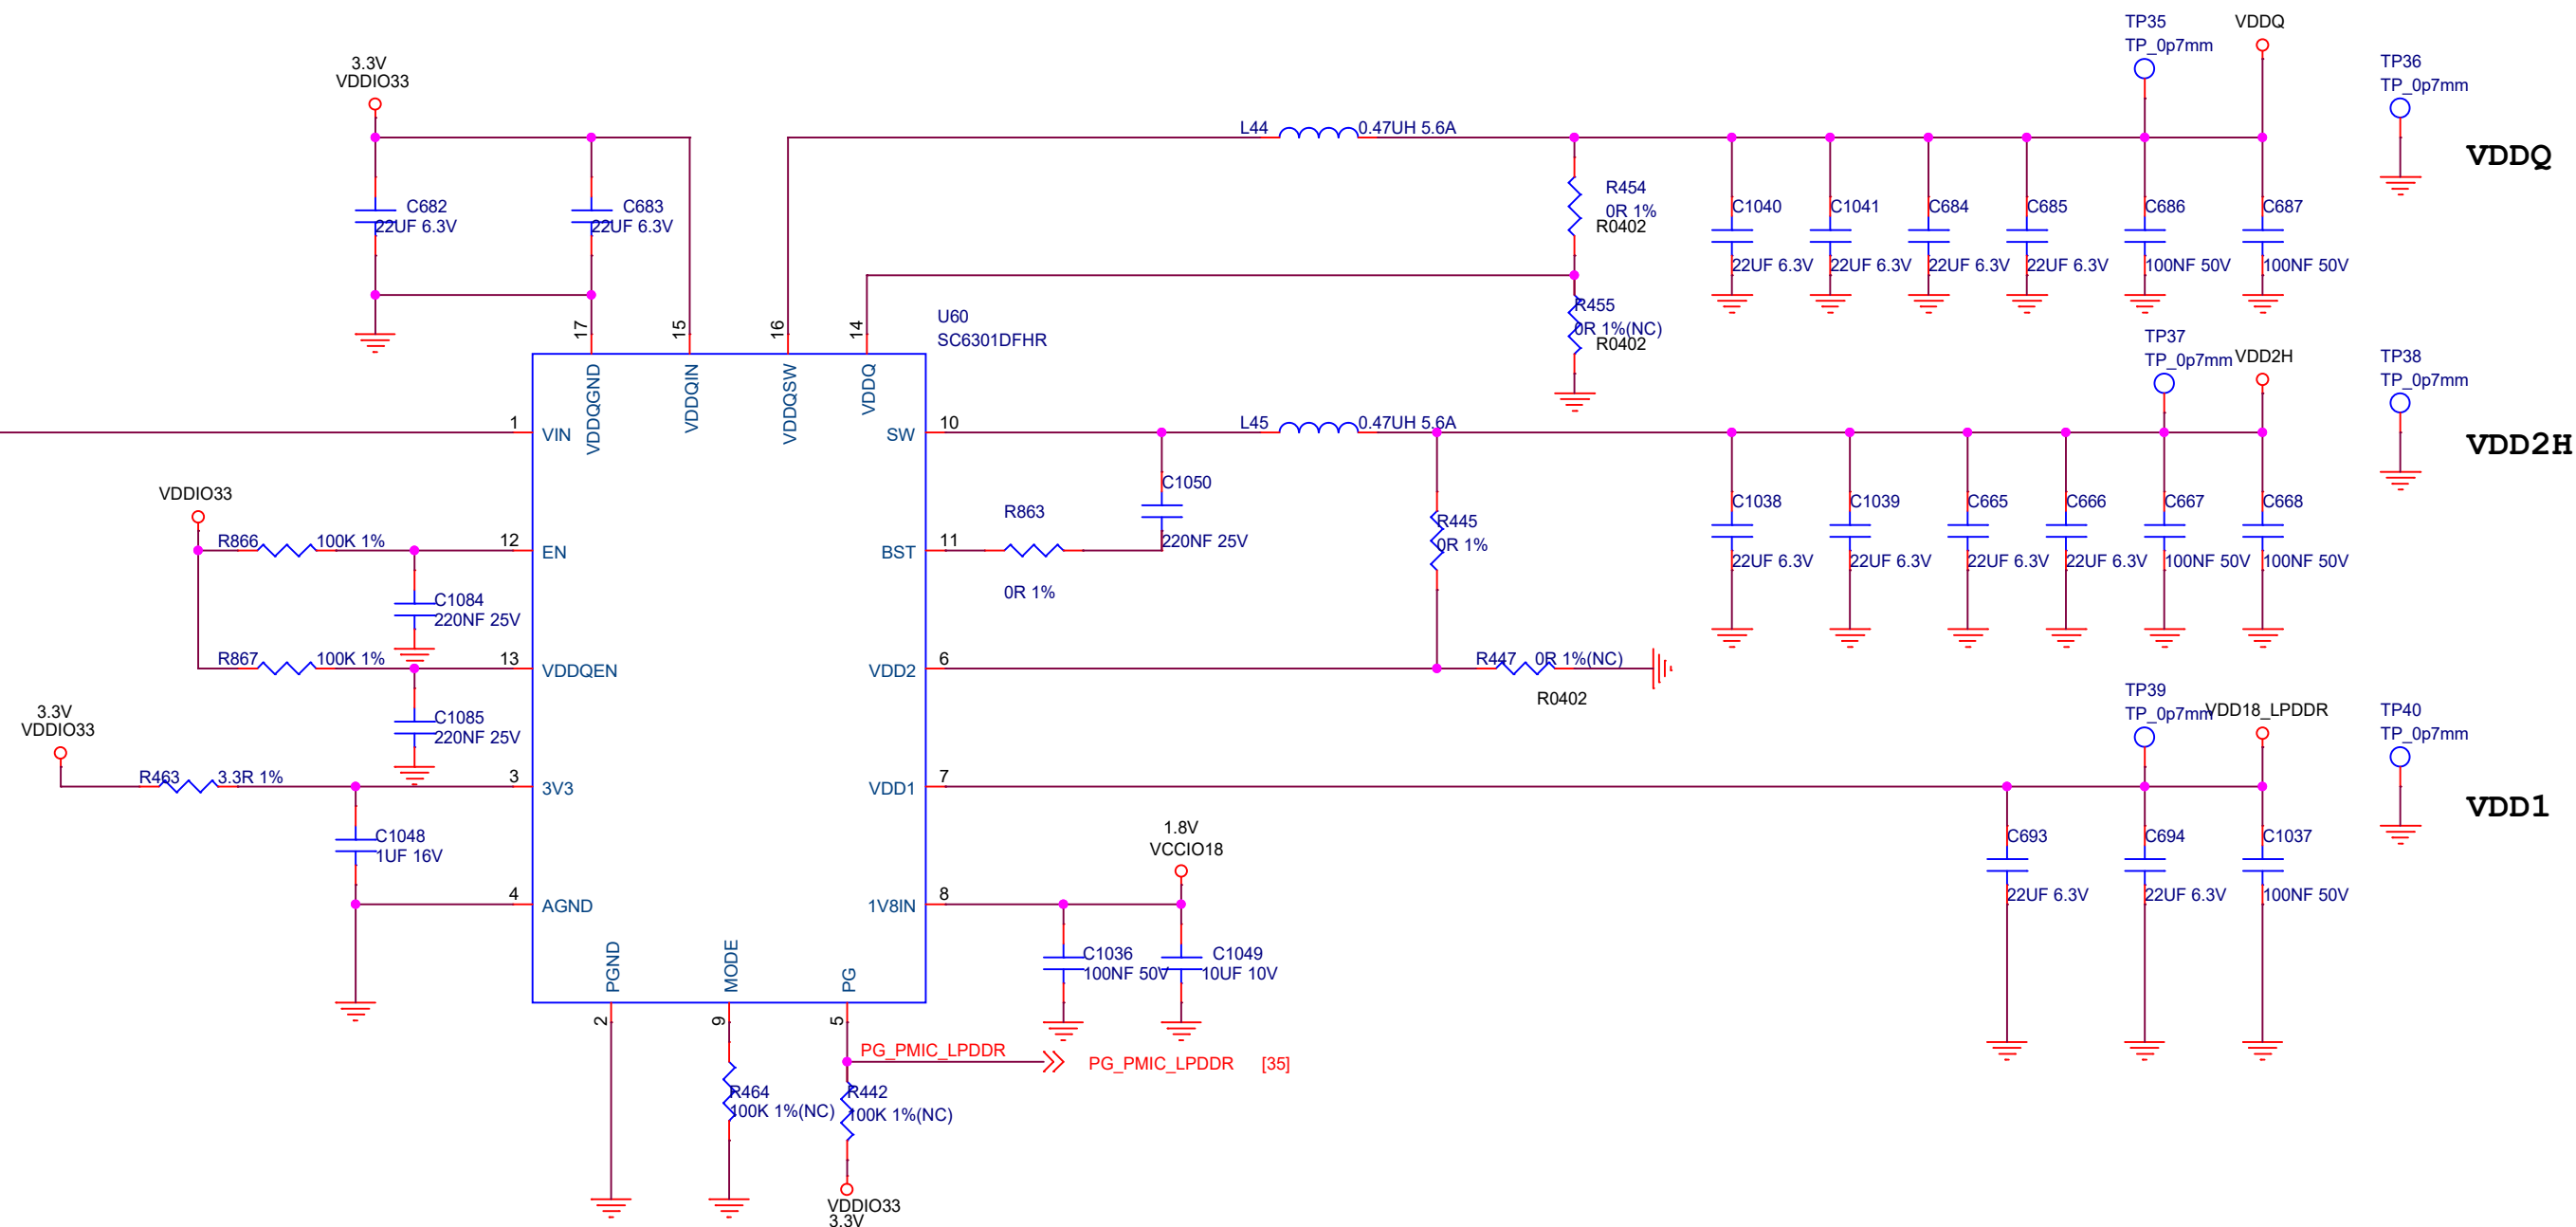 TP35
TP_0p7mm
VDDQ
TP36
TP_0p7mm
3.3V
VDDIO33
L44
0.47UH 5.6A
VDDQ
C682
22UF 6.3V
C683
22UF 6.3V
R454
0R 1%
R0402
C1040
22UF 6.3V
C1041
22UF 6.3V
C684
22UF 6.3V
C685
22UF 6.3V
C686
100NF 50V
C687
100NF 50V
R455
0R 1%(NC)
R0402
U60
SC6301DFHR
17
15
16
14
VDDQGND
VDDQIN
VDDQSW
VDDQ
TP37
TP_0p7mm
VDD2H
TP38
TP_0p7mm
1
VIN
SW
10
L45
0.47UH 5.6A
VDD2H
VDDIO33
R866
100K 1%
12
EN
BST
11
R863
0R 1%
C1050
220NF 25V
R445
0R 1%
C1038
22UF 6.3V
C1039
22UF 6.3V
C665
22UF 6.3V
C666
22UF 6.3V
C667
100NF 50V
C668
100NF 50V
C1084
220NF 25V
R867
100K 1%
13
VDDQEN
VDD2
6
R447
0R 1%(NC)
R0402
C1085
220NF 25V
3.3V
VDDIO33
R463
3.3R 1%
3
3V3
VDD1
7
TP39
TP_0p7mm
VDD18_LPDDR
TP40
TP_0p7mm
VDD1
C1048
1UF 16V
1.8V
VCCIO18
C693
22UF 6.3V
C694
22UF 6.3V
C1037
100NF 50V
4
AGND
1V8IN
8
C1036
100NF 50V
C1049
10UF 10V
PGND
MODE
PG
2
9
5
PG_PMIC_LPDDR
PG_PMIC_LPDDR
[35]
R464
100K 1%(NC)
R442
100K 1%(NC)
VDDIO33
3.3V